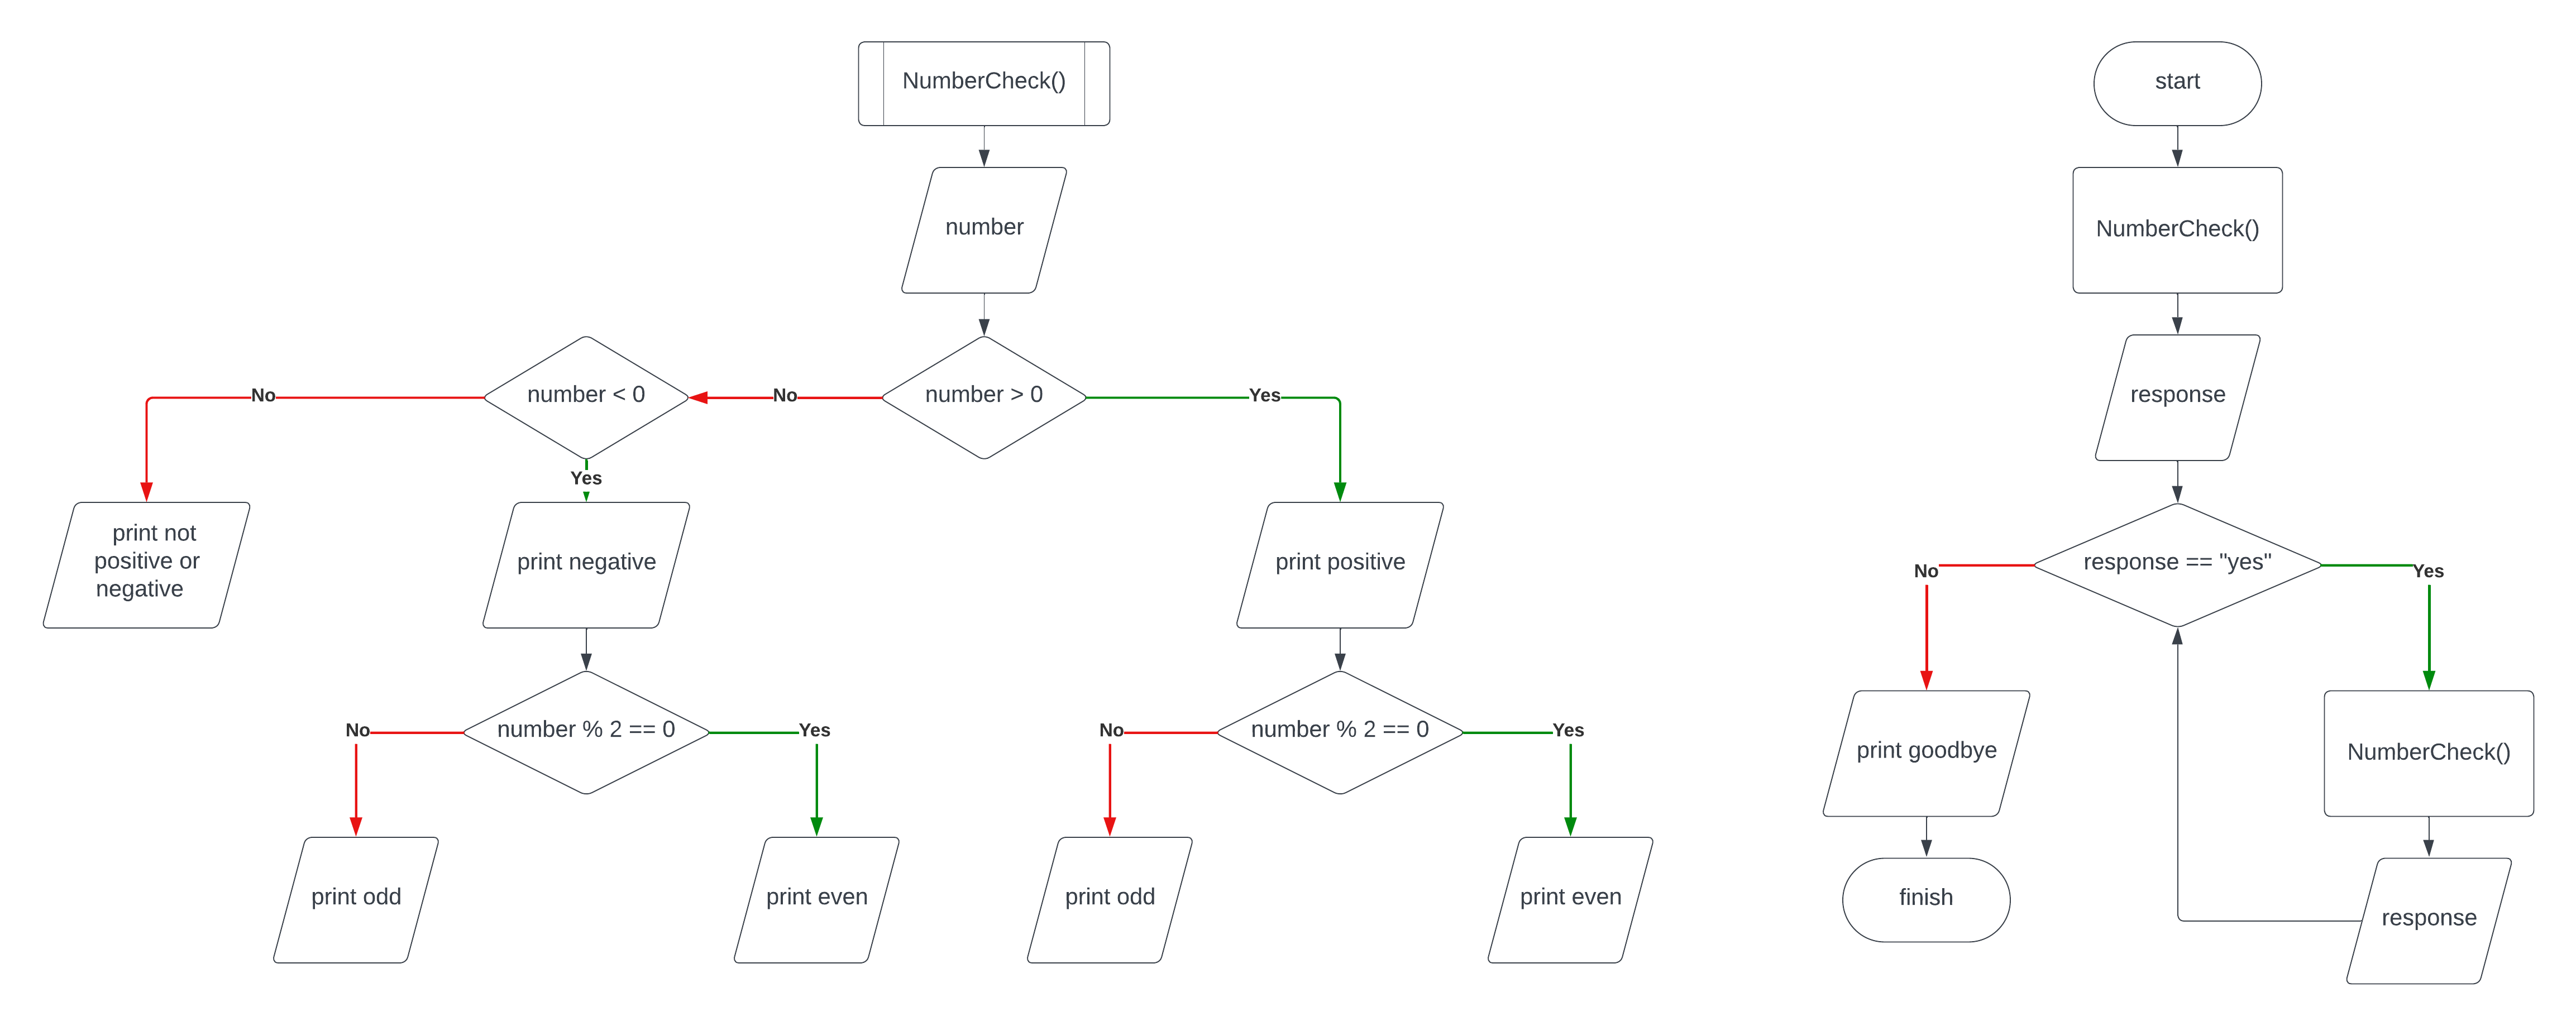 NumberCheck()
number
number > 0
No
Yes
number < 0
No
Yes
print not
positive or
negative
print negative
print positive
number % 2 == 0
No
Yes
print odd
print even
number % 2 == 0
No
Yes
print odd
print even
start
NumberCheck()
response
response == "yes"
No
Yes
print goodbye
finish
NumberCheck()
response